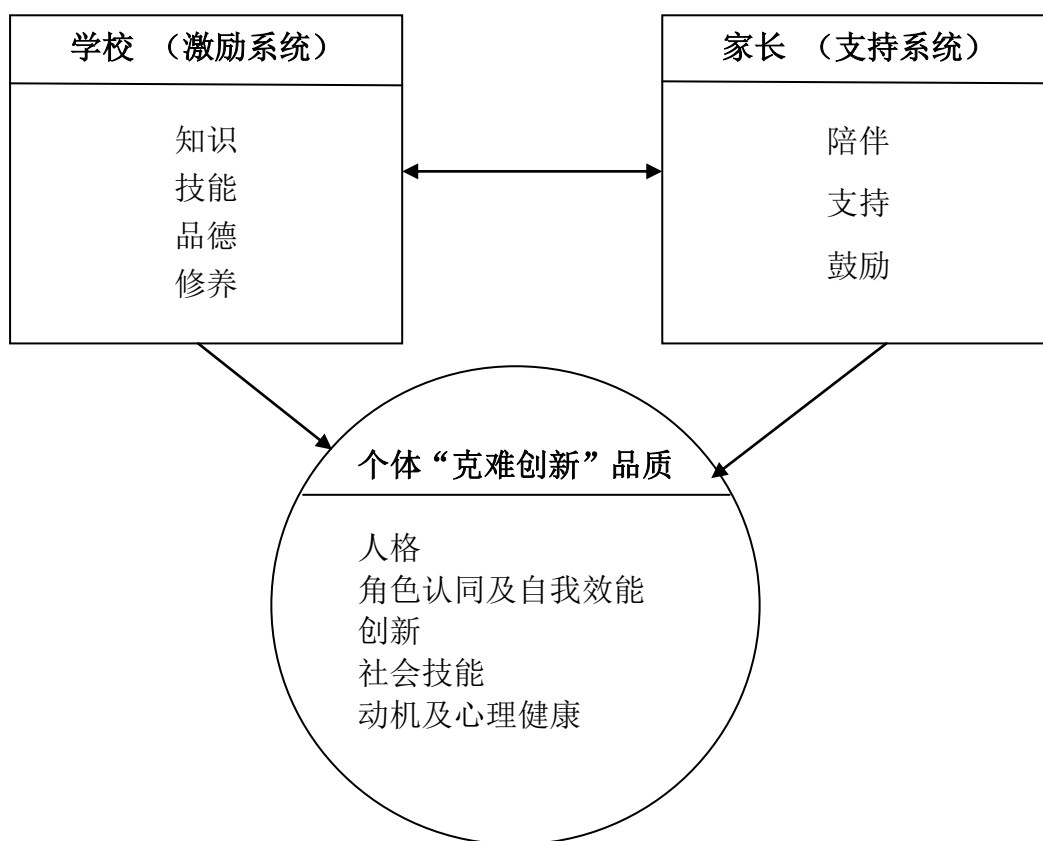 学校 （激励系统）
知识
技能
品德
修养
家长 （支持系统）
陪伴
支持
鼓励
个体“克难创新”品质
人格
角色认同及自我效能
创新
社会技能
动机及心理健康